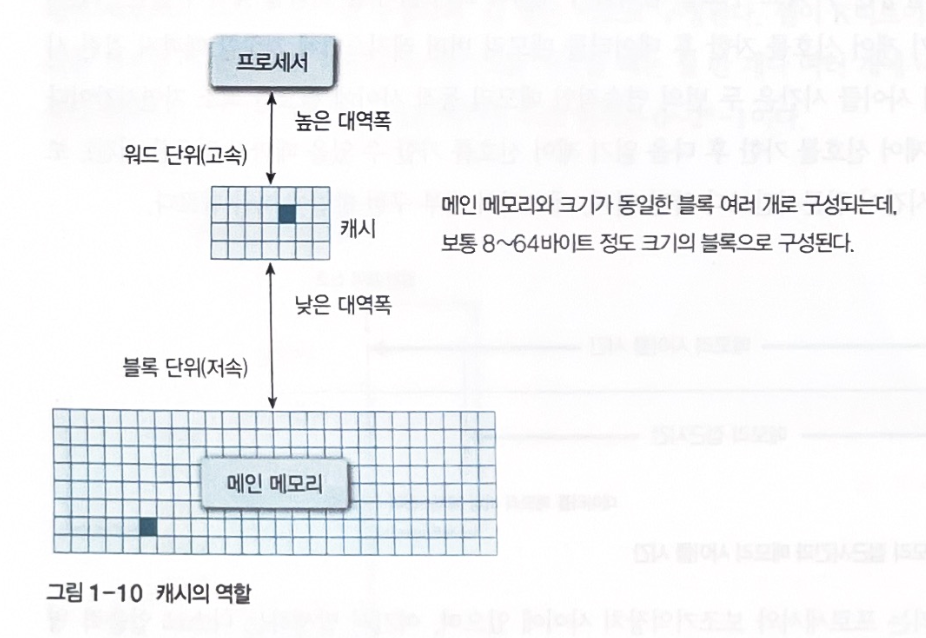 프로세서
높은 대역폭
워드 단위(고속)
캐시
메인 메모리와 크기가 동일한 블록 여러 개로 구성되는데,
보통 8~64바이트 정도 크기의 블록으로 구성된다.
낮은 대역폭
블록 단위(저속)
메인 메모리
그림 1-10 캐시의 역할